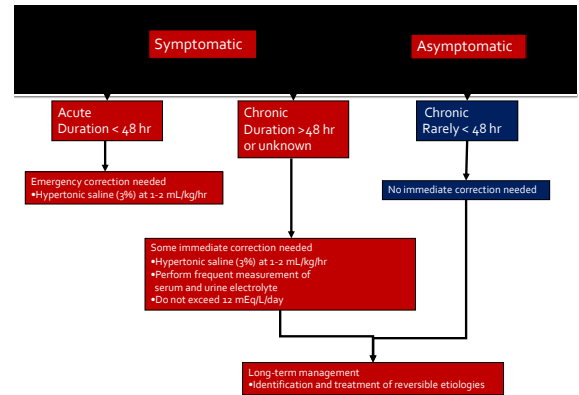 Symptomatic
Asymptomatic
Acute
Duration < 48 hr
Chronic
Duration >48 hr
or unknown
Chronic
Rarely < 48 hr
Emergency correction needed
▪Hypertonic saline (3%) at 1-2 mL/kg/hr
No immediate correction needed
Some immediate correction needed
▪Hypertonic saline (3%) at 1-2 mL/kg/hr
▪Perform frequent measurement of
serum and urine electrolyte
▪Do not exceed 12 mEq/L/day
Long-term management
▪Identification and treatment of reversible etiologies